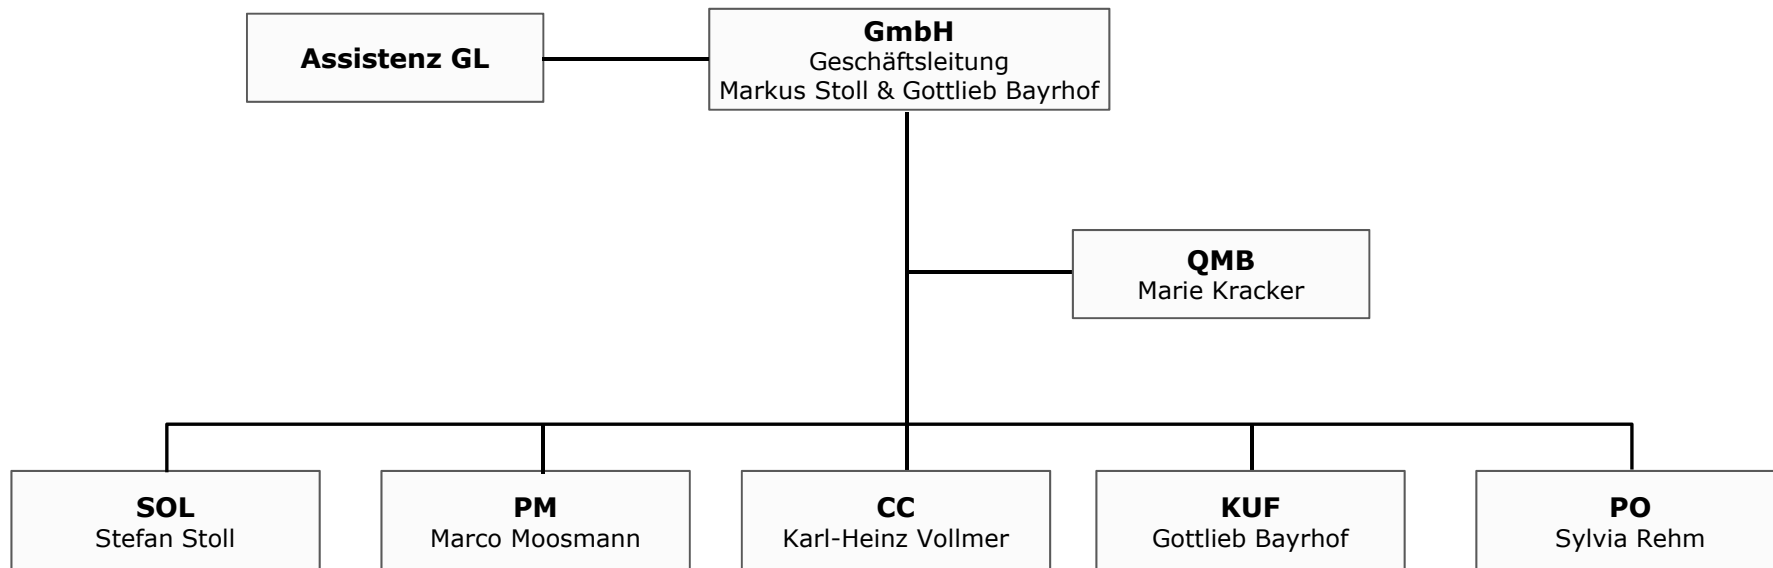 Assistenz GL
GmbH
Geschäftsleitung
Markus Stoll & Gottlieb Bayrhof
QMB
Marie Kracker
SOL
Stefan Stoll
PM
Marco Moosmann
CC
Karl-Heinz Vollmer
KUF
Gottlieb Bayrhof
PO
Sylvia Rehm